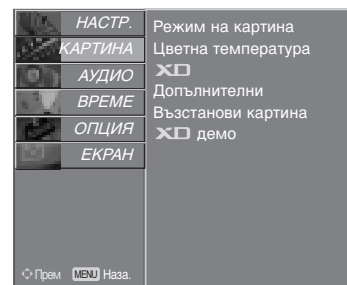 НАСТР.
КАРТИНА
АУДИО
ВРЕМЕ
ОПЦИЯ
ЕКРАН
Режим на картина
Цветна температура
XD
Допълнителни
Възстанови картина
XD демо
Прем MENU Наза.